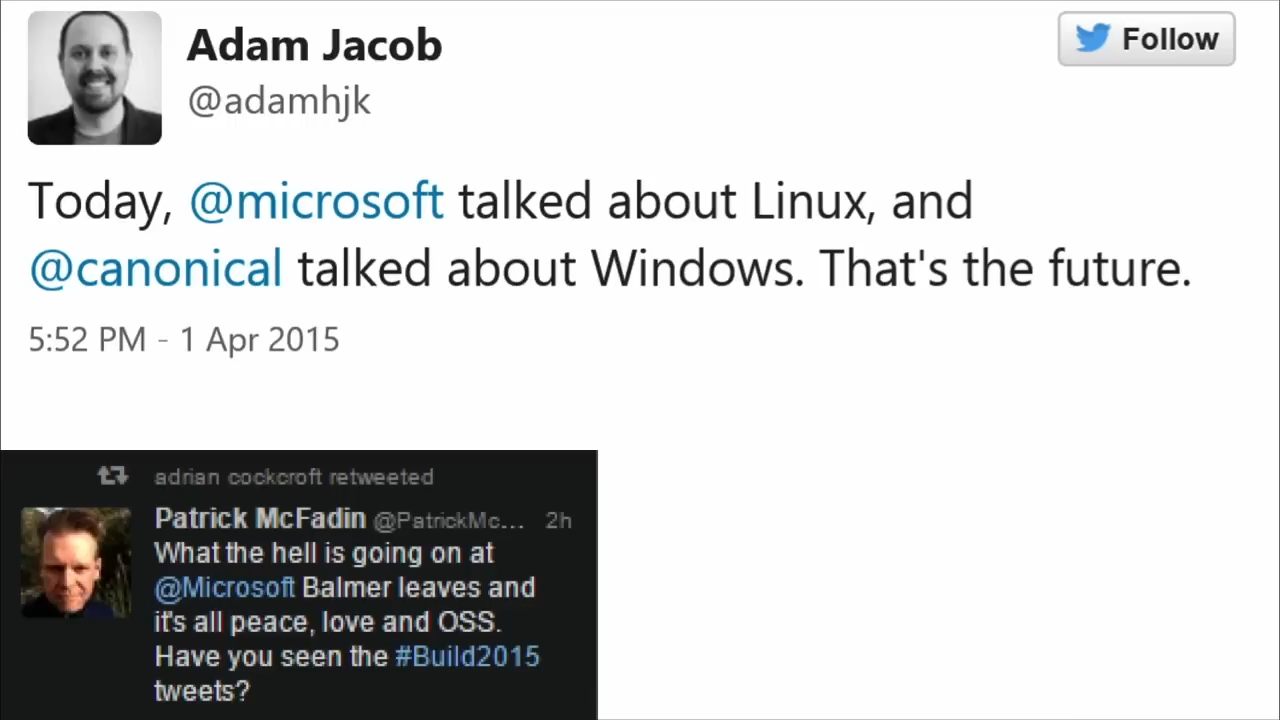 Adam Jacob
Follow
@adamhjk
Today, @microsoft talked about Linux, and
@canonical talked about Windows. That's the future.
5:52 PM - 1 Apr 2015
adrian cockcroft retweeted
Patrick McFadin @PatrickMc... 2h
What the hell is going on at
@Microsoft Balmer leaves and
it's all peace, love and OSS.
Have you seen the #Build2015
tweets?